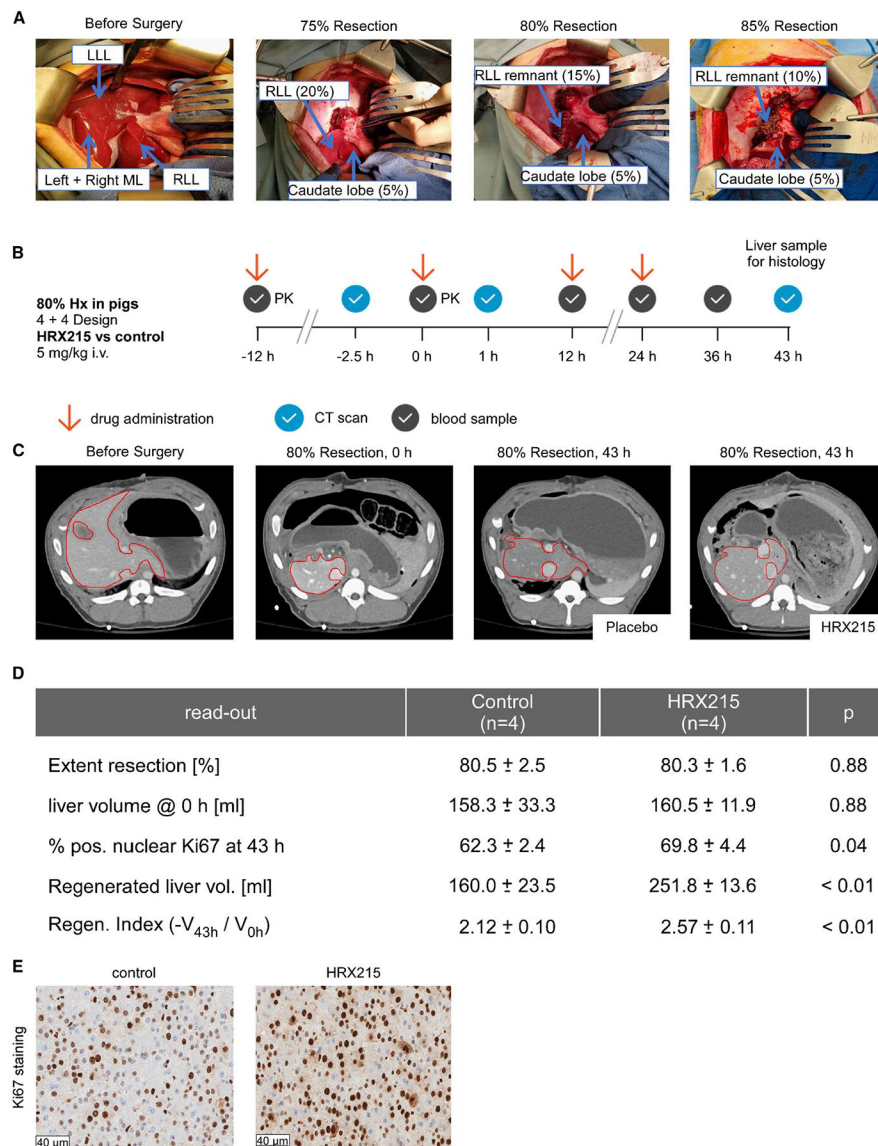 A
Before Surgery
75% Resection
80% Resection
85% Resection
LLL
Left + Right ML
RLL
RLL (20%)
Caudate lobe (5%)
RLL remnant (15%)
Caudate lobe (5%)
RLL remnant (10%)
Caudate lobe (5%)
B
80% Hx in pigs
4 + 4 Design
HRX215 vs control
5 mg/kg i.v.
PK
PK
Liver sample
for histology
-12 h
-2.5 h
0 h
1 h
12 h
24 h
36 h
43 h
drug administration
CT scan
blood sample
C
Before Surgery
80% Resection, 0 h
80% Resection, 43 h
80% Resection, 43 h
Placebo
HRX215
D
read-out Control (n=4) HRX215 (n=4) p
Extent resection [%] 80.5 ± 2.5 80.3 ± 1.6 0.88
liver volume @ 0 h [ml] 158.3 ± 33.3 160.5 ± 11.9 0.88
% pos. nuclear Ki67 at 43 h 62.3 ± 2.4 69.8 ± 4.4 0.04
Regenerated liver vol. [ml] 160.0 ± 23.5 251.8 ± 13.6 < 0.01
Regen. Index (-V43h / V0h) 2.12 ± 0.10 2.57 ± 0.11 < 0.01
E
control
HRX215
Ki67 staining
40 µm
40 µm